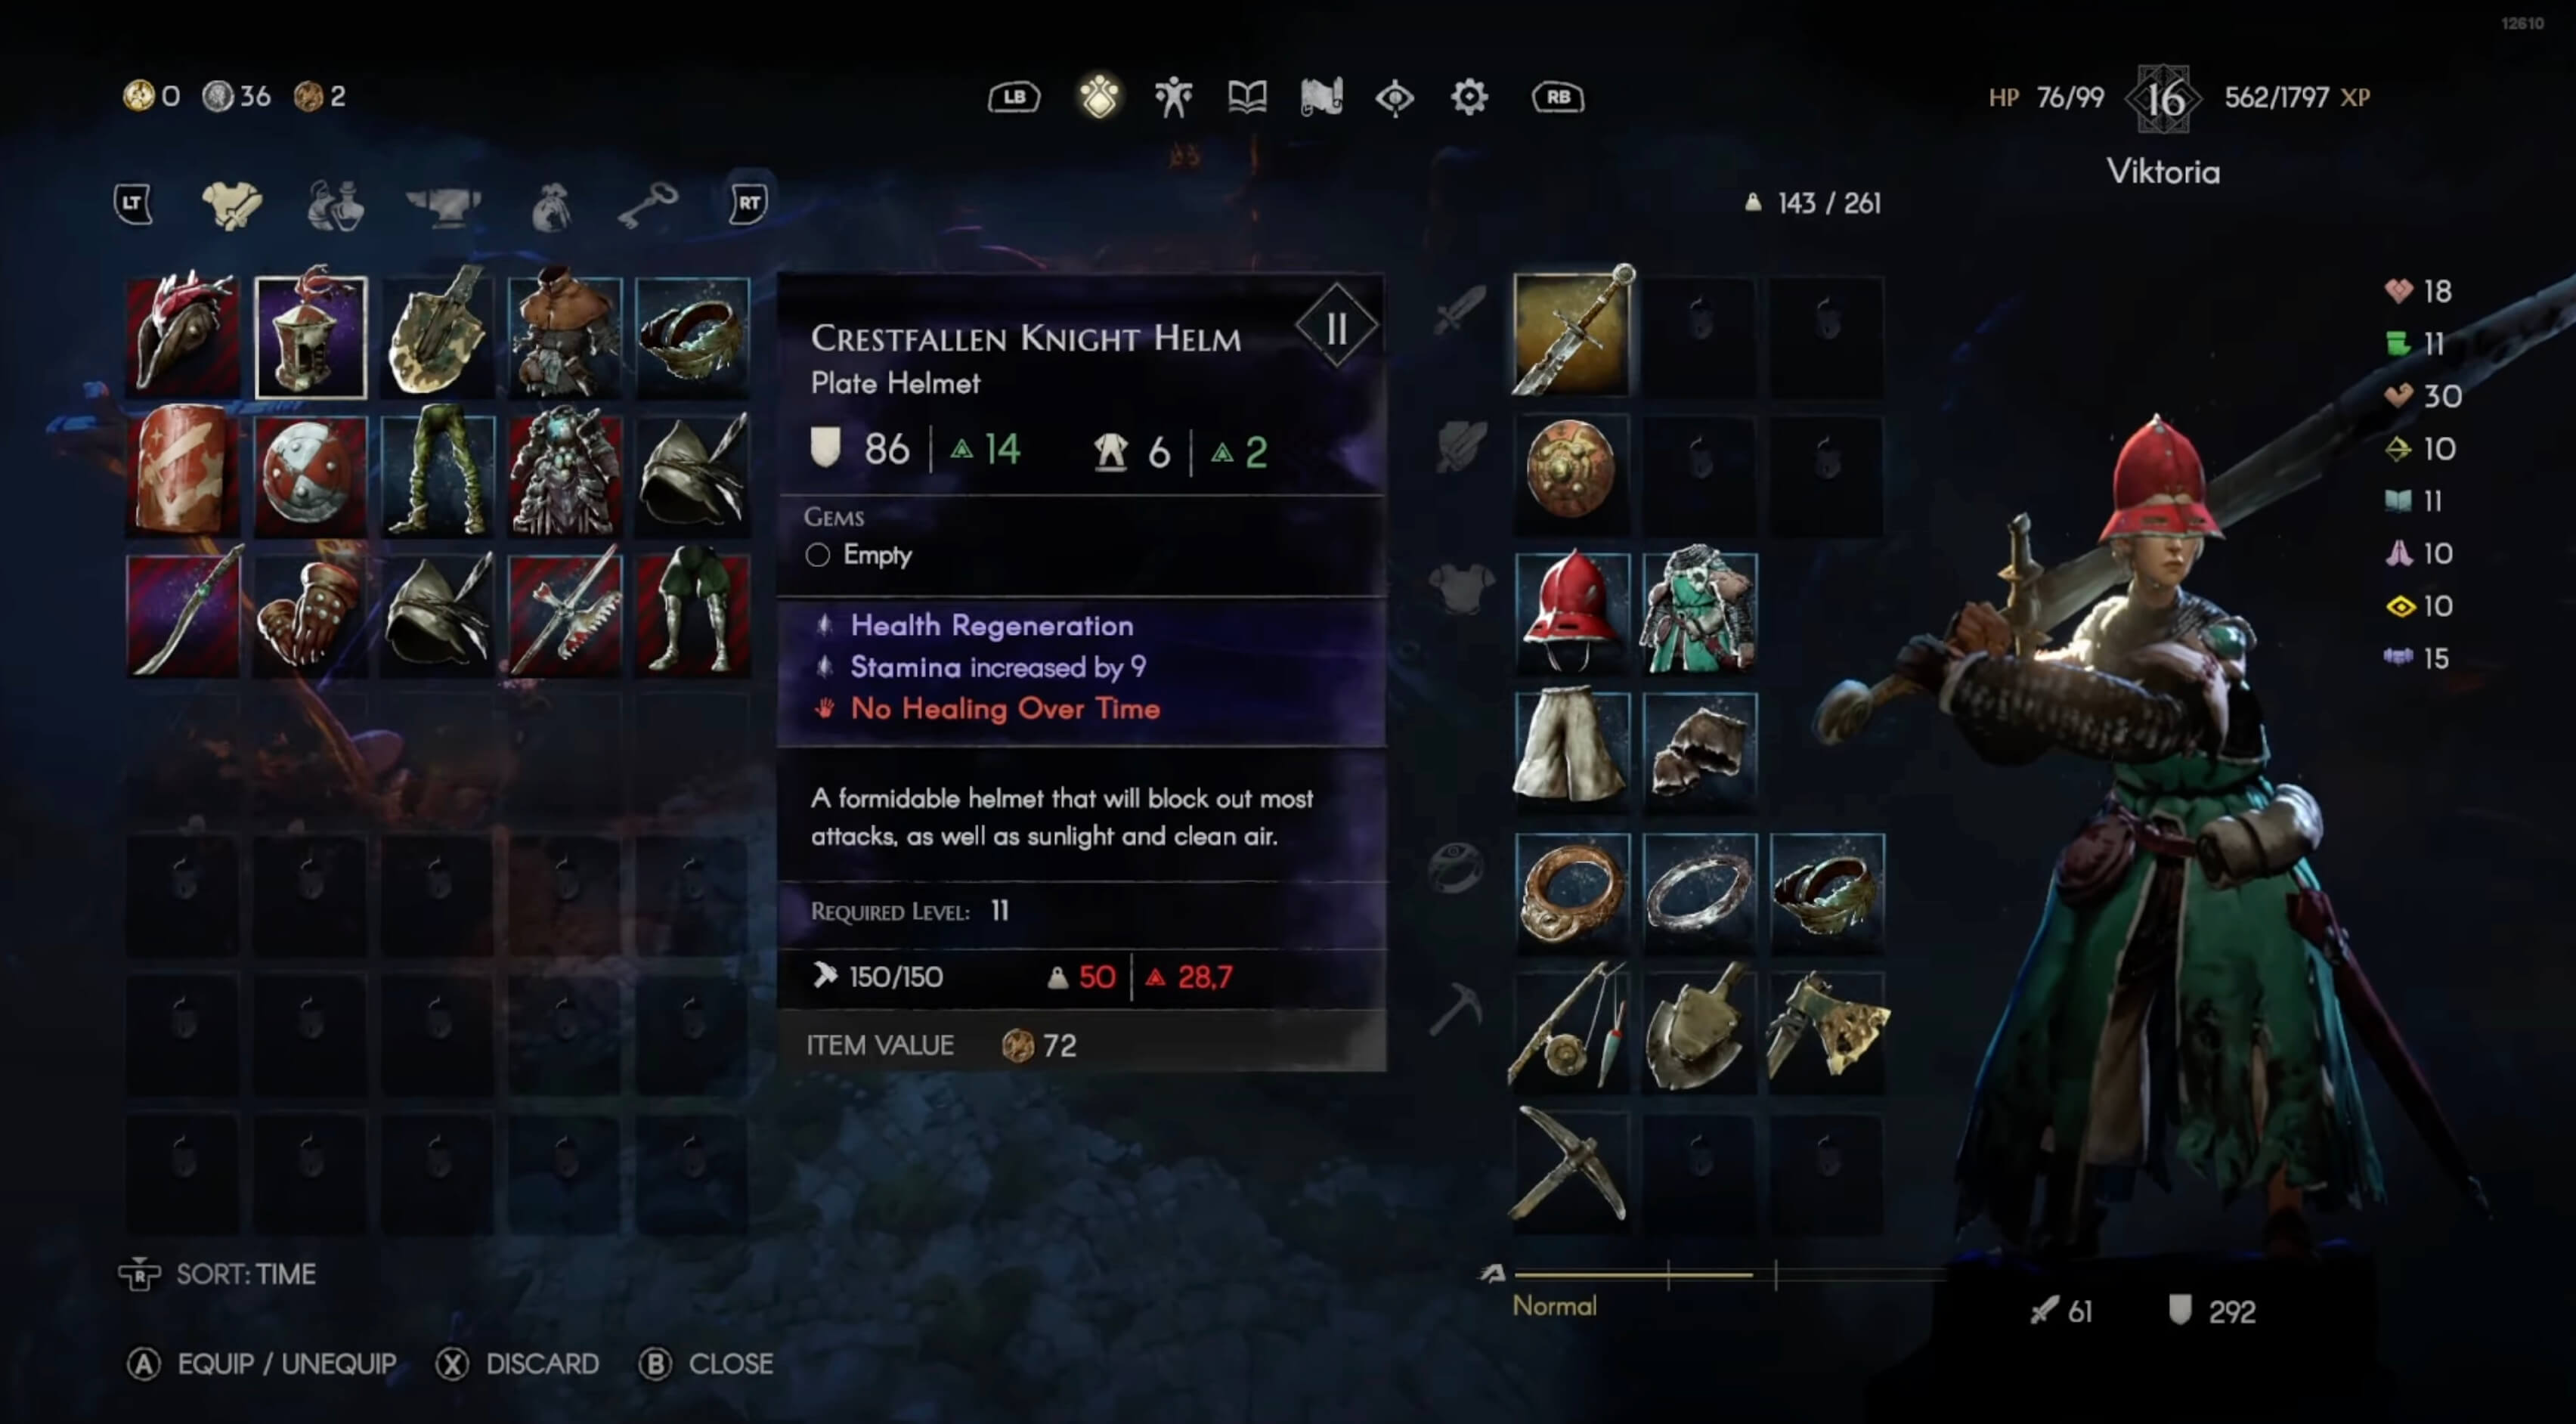 12610
0 36 2
LB RB
HP 76/99 16 562/1797 XP
Viktoria
LT RT
143 / 261
18
11
30
10
11
10
10
15
CRESTFALLEN KNIGHT HELM II
Plate Helmet
86 14 6 2
GEMS
Empty
Health Regeneration
Stamina increased by 9
No Healing Over Time
A formidable helmet that will block out most
attacks, as well as sunlight and clean air.
REQUIRED LEVEL: 11
150/150 50 28,7
ITEM VALUE 72
R SORT: TIME
Normal
61 292
A EQUIP / UNEQUIP X DISCARD B CLOSE